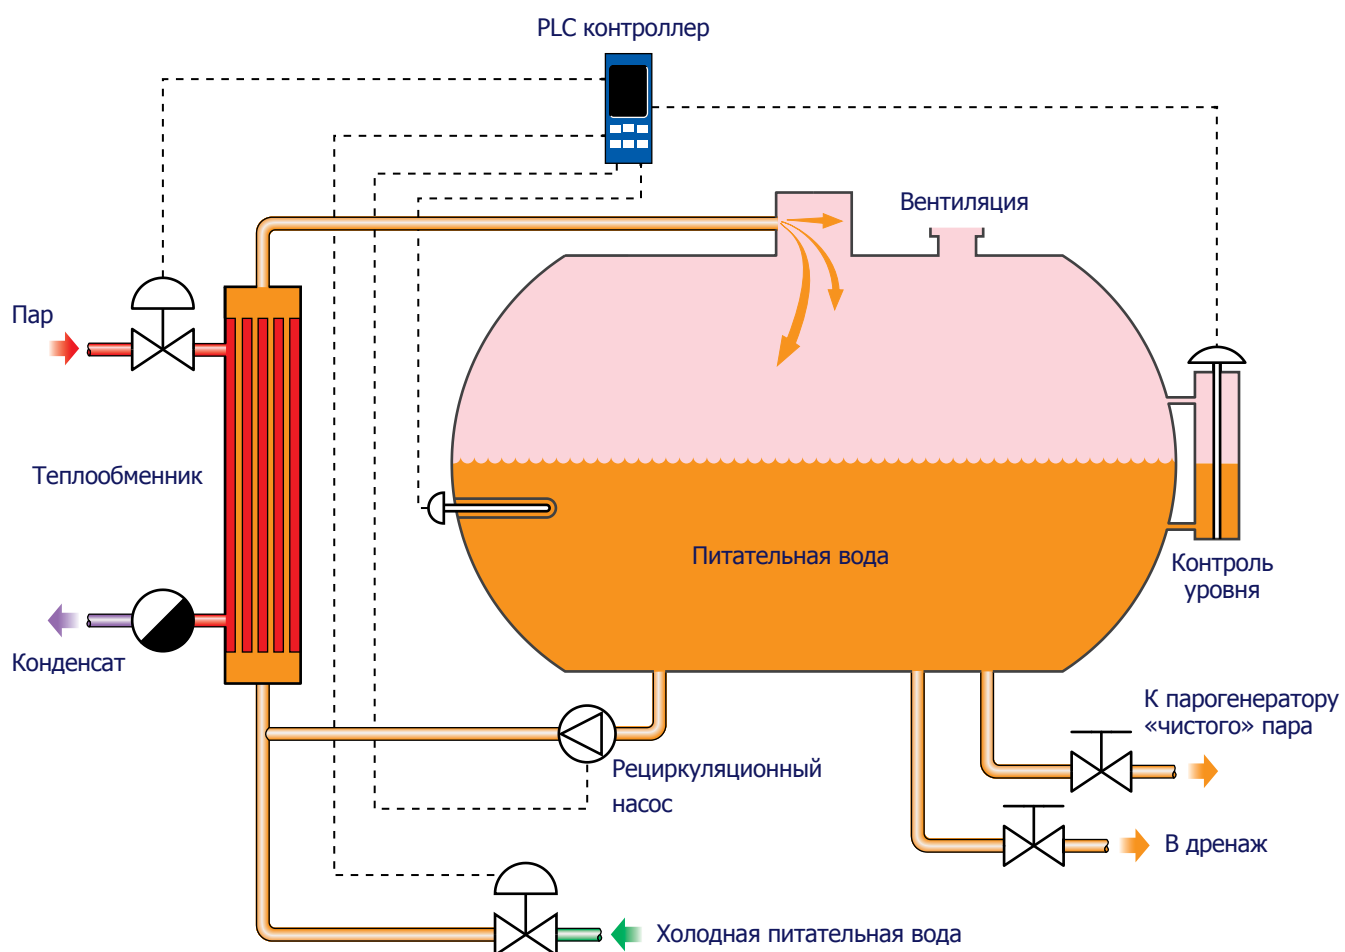 PLC контроллер
Вентиляция
Пар
Теплообменник
Питательная вода
Контроль
уровня
Конденсат
К парогенератору
«чистого» пара
Рециркуляционный
насос
В дренаж
Холодная питательная вода